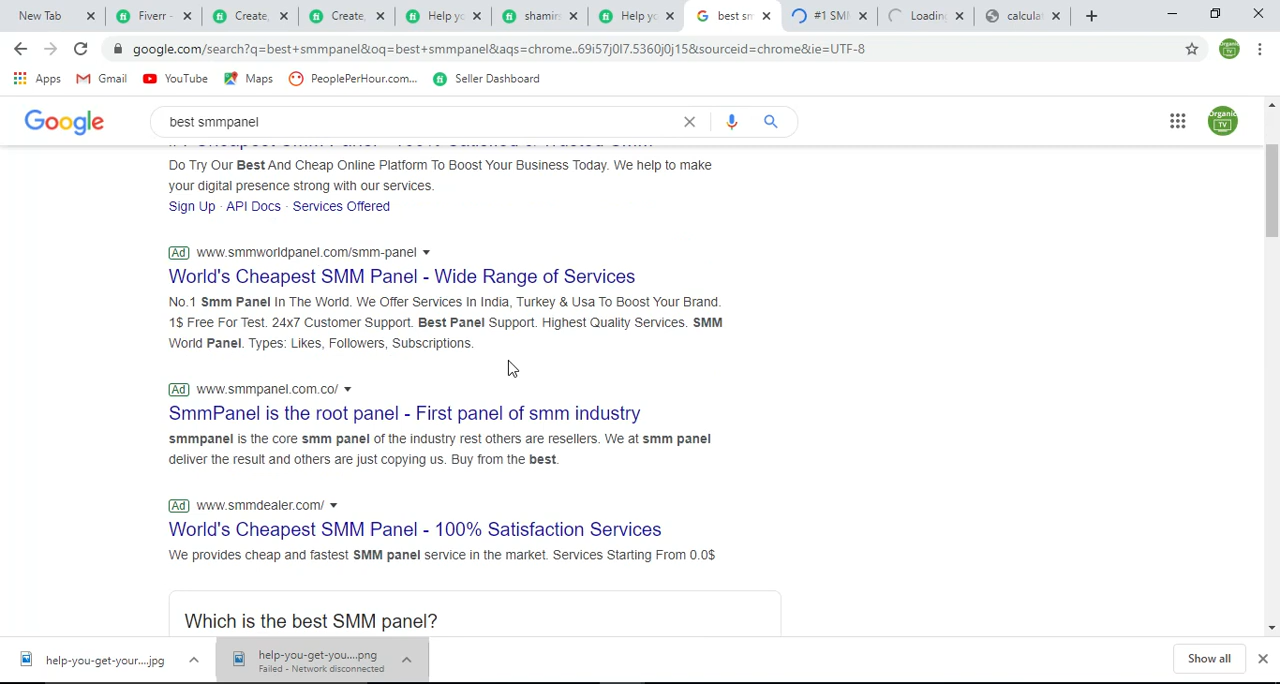 New Tab
Fiverr -
Create,
Create,
Help yo
shamir
Help yo
best sm
#1 SMM
Loading
calcula
google.com/search?q=best+smmpanel&oq=best+smmpanel&aqs=chrome..69i57j0l7.5360j0j15&sourceid=chrome&ie=UTF-8
Apps
Gmail
YouTube
Maps
PeoplePerHour.com...
Seller Dashboard
Google
best smmpanel
Organic
TV
Do Try Our Best And Cheap Online Platform To Boost Your Business Today. We help to make
your digital presence strong with our services.
Sign Up · API Docs · Services Offered
Ad www.smmworldpanel.com/smm-panel
World's Cheapest SMM Panel - Wide Range of Services
No.1 Smm Panel In The World. We Offer Services In India, Turkey & Usa To Boost Your Brand.
1$ Free For Test. 24x7 Customer Support. Best Panel Support. Highest Quality Services. SMM
World Panel. Types: Likes, Followers, Subscriptions.
Ad www.smmpanel.com.co/
SmmPanel is the root panel - First panel of smm industry
smmpanel is the core smm panel of the industry rest others are resellers. We at smm panel
deliver the result and others are just copying us. Buy from the best.
Ad www.smmdealer.com/
World's Cheapest SMM Panel - 100% Satisfaction Services
We provides cheap and fastest SMM panel service in the market. Services Starting From 0.0$
Which is the best SMM panel?
help-you-get-your....jpg
help-you-get-you....png
Failed - Network disconnected
Show all